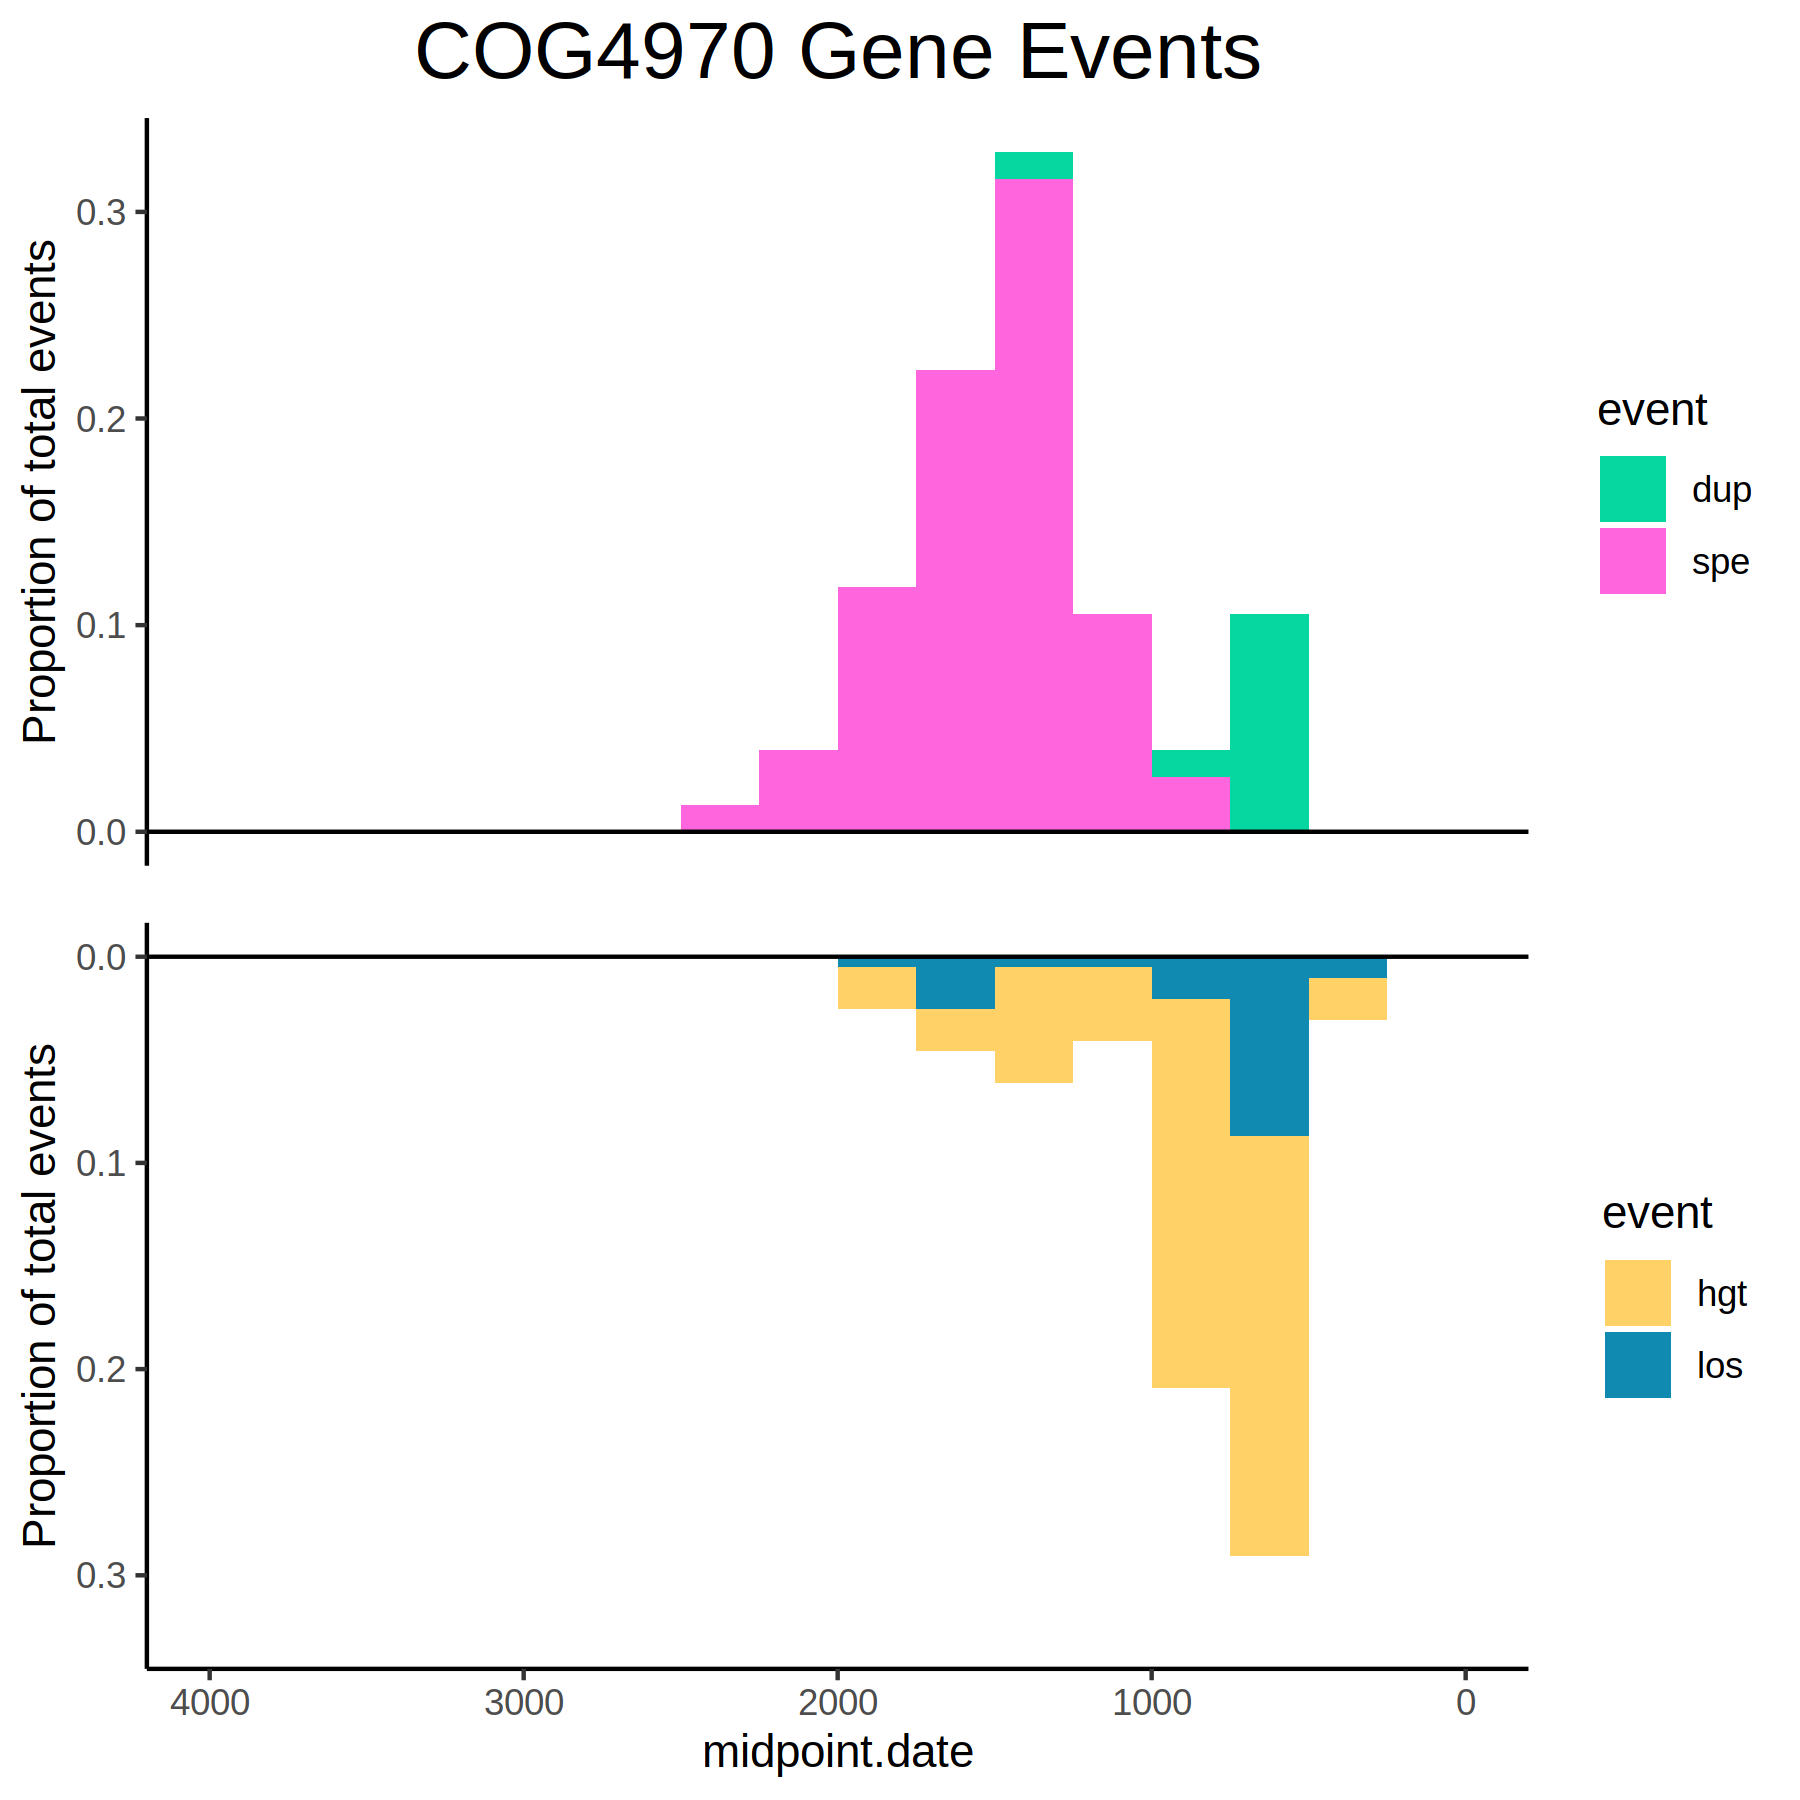 COG4970 Gene Events
Proportion of total events
0.3
0.2
0.1
0.0
event
dup
spe
Proportion of total events
0.0
0.1
0.2
0.3
event
hgt
los
4000 3000 2000 1000 0
midpoint.date